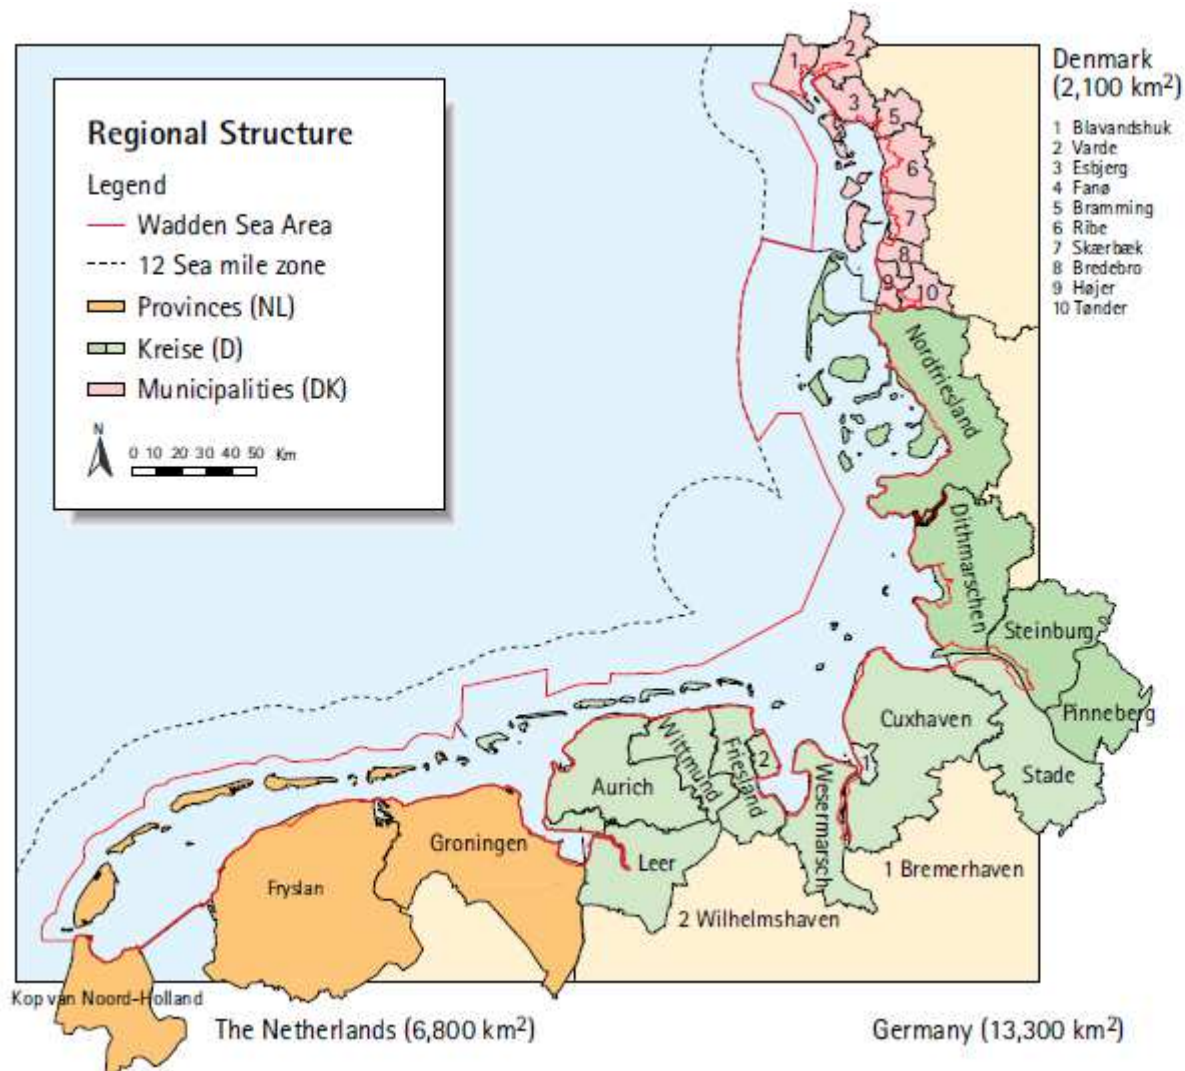 Regional Structure
Legend
Wadden Sea Area
12 Sea mile zone
Provinces (NL)
Kreise (D)
Municipalities (DK)
N
0 10 20 30 40 50 Km
Denmark
(2,100 km²)
1 Blavandshuk
2 Varde
3 Esbjerg
4 Fanø
5 Bramming
6 Ribe
7 Skærbæk
8 Bredebro
9 Højer
10 Tønder
1
2
3
5
6
7
8
9
10
Nordfriesland
Dithmarschen
Steinburg
Pinneberg
Cuxhaven
Stade
1
2
Wittmund
Friesland
Wesermarsch
Aurich
Leer
Groningen
Fryslan
1 Bremerhaven
2 Wilhelmshaven
Kop van Noord-Holland
The Netherlands (6,800 km²)
Germany (13,300 km²)